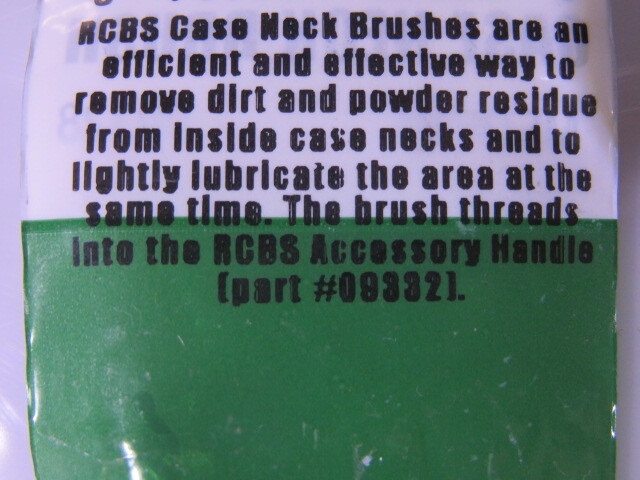 RCBS Case Neck Brushes are an
efficient and effective way to
remove dirt and powder residue
from inside case necks and to
lightly lubricate the area at the
same time. The brush threads
into the RCBS Accessory Handle
(part #09332).